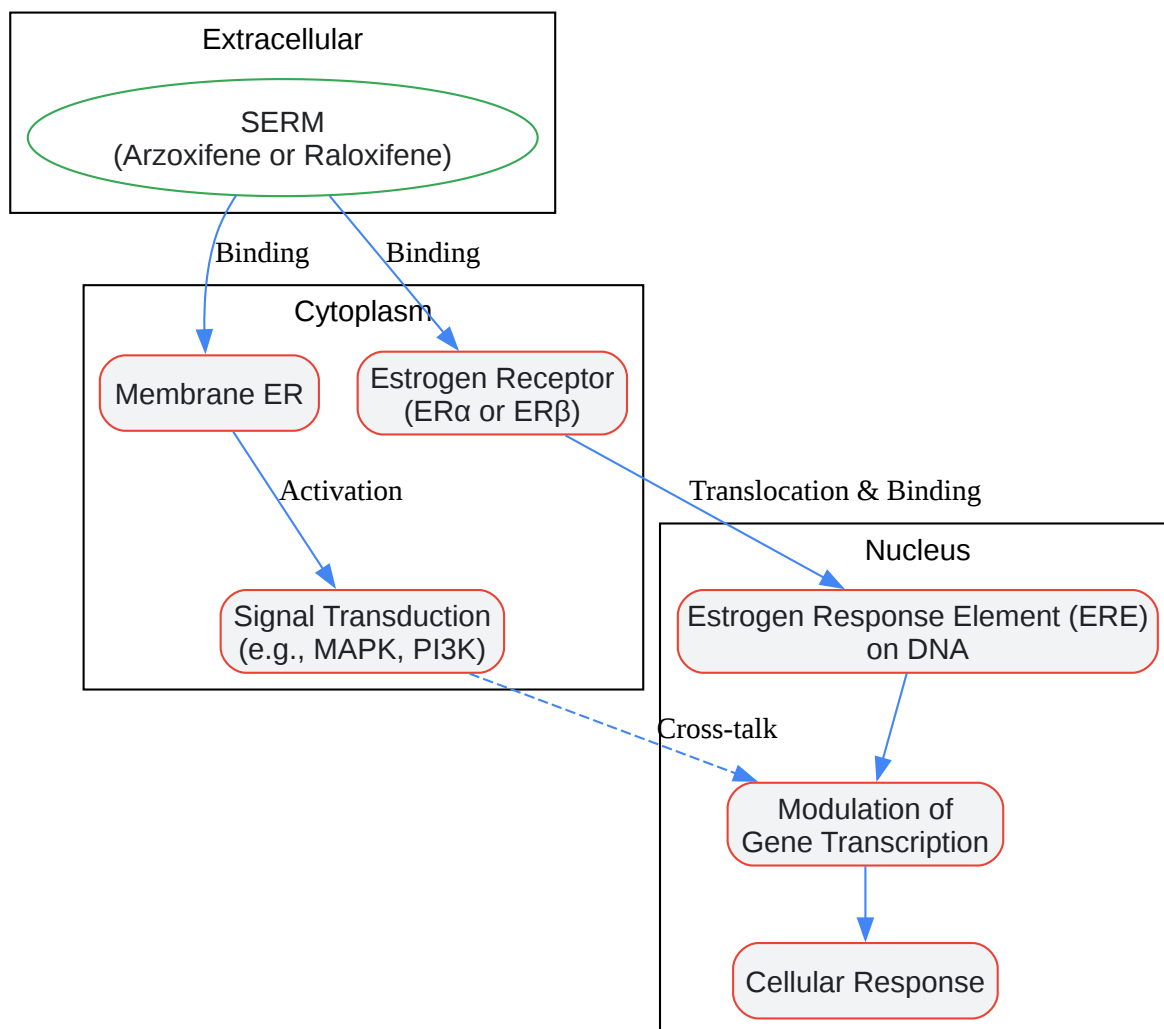 Extracellular
SERM
(Arzoxifene or Raloxifene)
Binding
Binding
Cytoplasm
Membrane ER
Estrogen Receptor
(ERα or ERβ)
Activation
Translocation & Binding
Nucleus
Signal Transduction
(e.g., MAPK, PI3K)
Estrogen Response Element (ERE)
on DNA
Cross-talk
Modulation of
Gene Transcription
Cellular Response